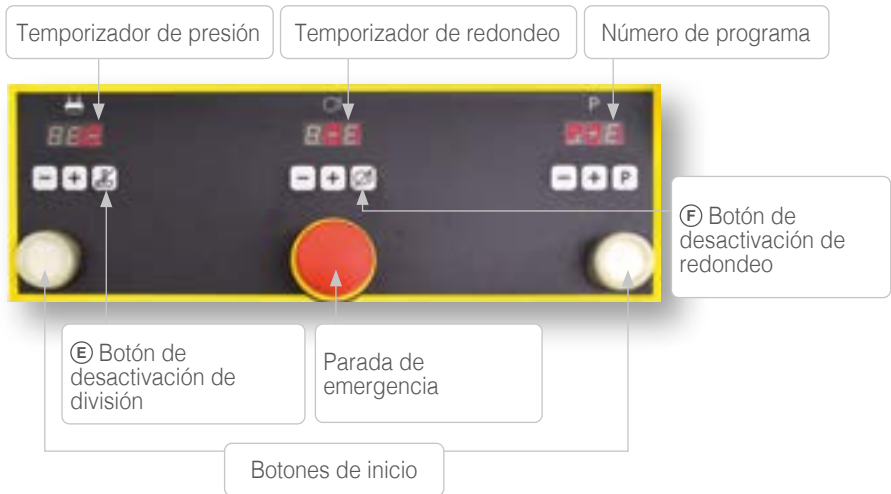 Temporizador de presión
Temporizador de redondeo
Número de programa
P
- +
- +
- + P
Ⓕ Botón de
desactivación de
redondeo
Ⓔ Botón de
desactivación de
división
Parada de
emergencia
Botones de inicio